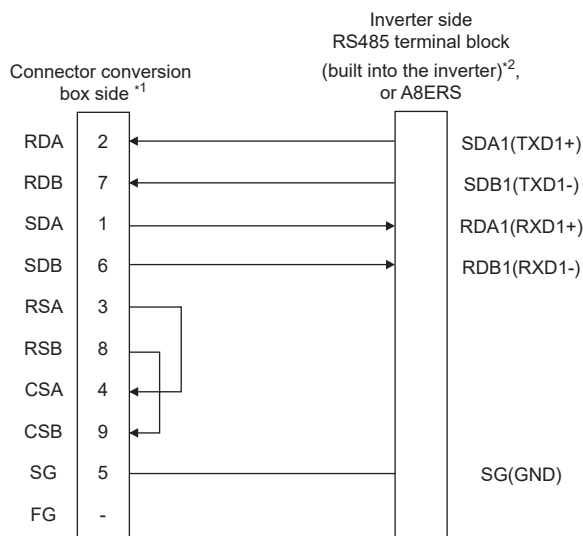 Inverter side
RS485 terminal block
(built into the inverter)*2,
or A8ERS
Connector conversion
box side *1
RDA 2 SDA1(TXD1+)
RDB 7 SDB1(TXD1-)
SDA 1 RDA1(RXD1+)
SDB 6 RDB1(RXD1-)
RSA 3
RSB 8
CSA 4
CSB 9
SG 5 SG(GND)
FG -